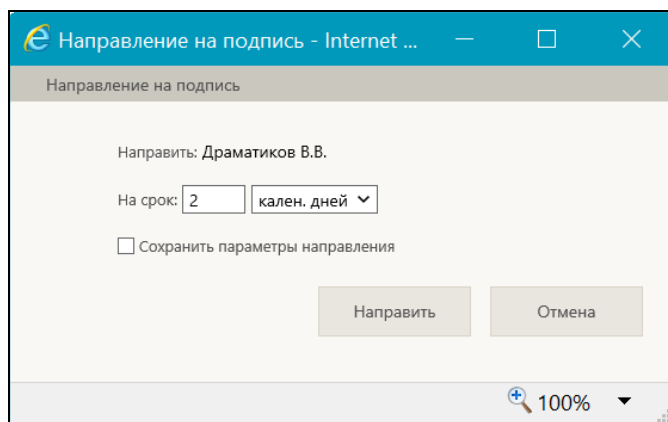 Направление на подпись - Internet ...
Направление на подпись
Направить: Драматиков В.В.
На срок: 2 кален. дней
Сохранить параметры направления
Направить Отмена
100%